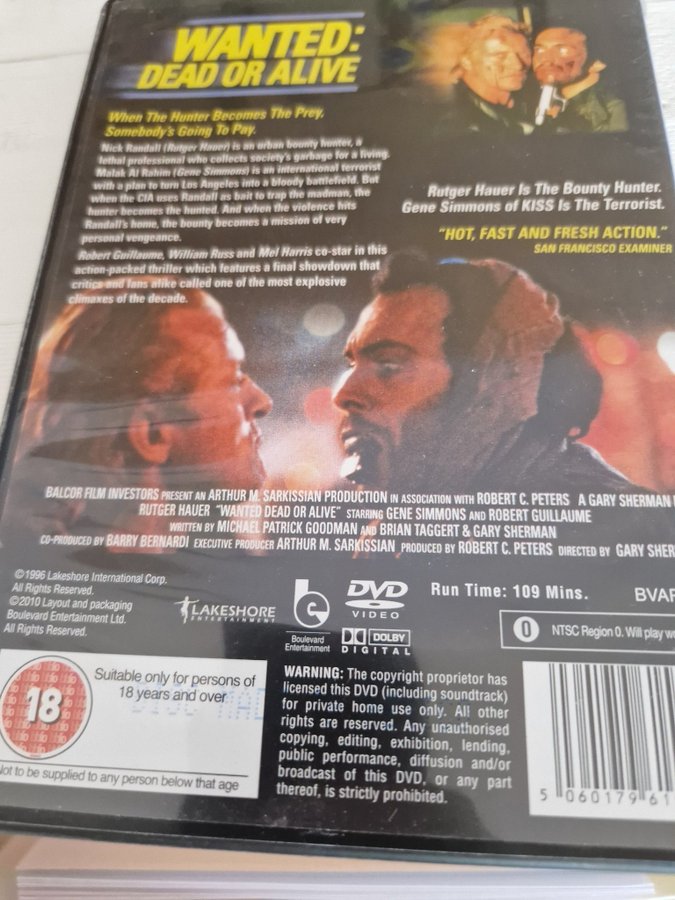 WANTED:
DEAD OR ALIVE
When The Hunter Becomes The Prey,
Somebody's Going To Pay.
Nick Randall (Rutger Hauer) is an urban bounty hunter, a
lethal professional who collects society's garbage for a living.
Malak Al Rahim (Gene Simmons) is an international terrorist
with a plan to turn Los Angeles into a bloody battlefield. But
when the CIA uses Randall as bait to trap the madman, the
hunter becomes the hunted. And when the violence hits
Randall's home, the bounty becomes a mission of very
personal vengeance.
Robert Guillaume, William Russ and Mel Harris co-star in this
action-packed thriller which features a final showdown that
critics and fans alike called one of the most explosive
climaxes of the decade.
Rutger Hauer Is The Bounty Hunter.
Gene Simmons of KISS Is The Terrorist.
"HOT, FAST AND FRESH ACTION."
SAN FRANCISCO EXAMINER
BALCOR FILM INVESTORS PRESENT AN ARTHUR M. SARKISSIAN PRODUCTION IN ASSOCIATION WITH ROBERT C. PETERS A GARY SHERMAN
RUTGER HAUER "WANTED DEAD OR ALIVE" STARRING GENE SIMMONS AND ROBERT GUILLAUME
WRITTEN BY MICHAEL PATRICK GOODMAN AND BRIAN TAGGERT & GARY SHERMAN
CO-PRODUCED BY BARRY BERNARDI EXECUTIVE PRODUCER ARTHUR M. SARKISSIAN PRODUCED BY ROBERT C. PETERS DIRECTED BY GARY SHER
©1996 Lakeshore International Corp.
All Rights Reserved.
©2010 Layout and packaging
Boulevard Entertainment Ltd.
All Rights Reserved.
LAKESHORE
ENTERTAINMENT
Boulevard
Entertainment
DVD
VIDEO
DOLBY
DIGITAL
Run Time: 109 Mins.
BVAF
0
NTSC Region 0. Will play w
18
Suitable only for persons of
18 years and over
Not to be supplied to any person below that age
WARNING: The copyright proprietor has
licensed this DVD (including soundtrack)
for private home use only. All other
rights are reserved. Any unauthorised
copying, editing, exhibition, lending,
public performance, diffusion and/or
broadcast of this DVD, or any part
thereof, is strictly prohibited.
5 060179 61